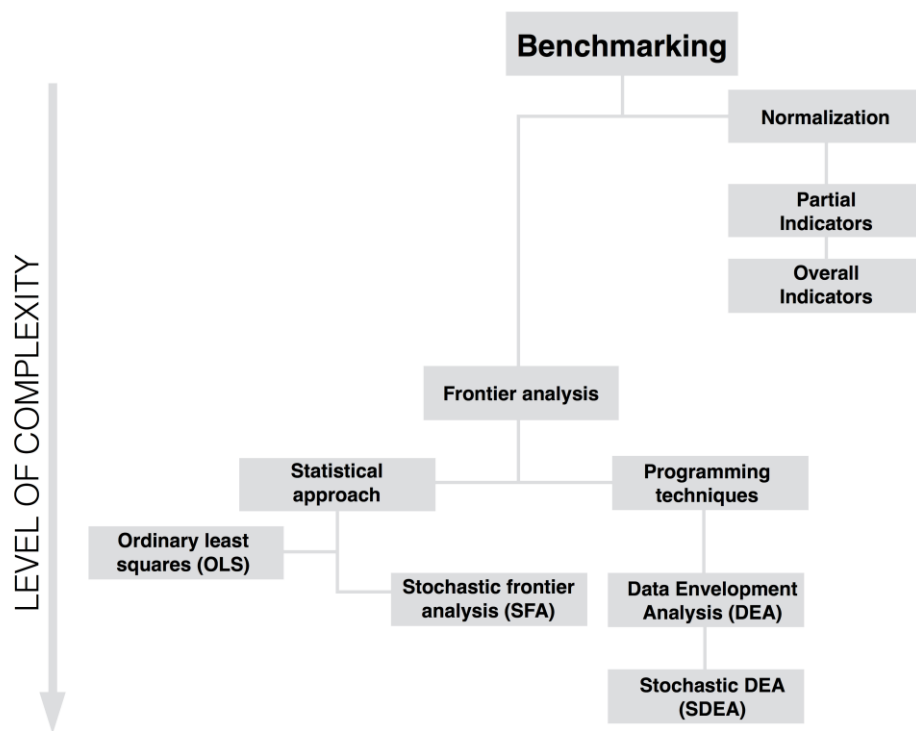 Benchmarking
Normalization
Partial
Indicators
Overall
Indicators
LEVEL OF COMPLEXITY
Frontier analysis
Statistical
approach
Programming
techniques
Ordinary least
squares (OLS)
Stochastic frontier
analysis (SFA)
Data Envelopment
Analysis (DEA)
Stochastic DEA
(SDEA)